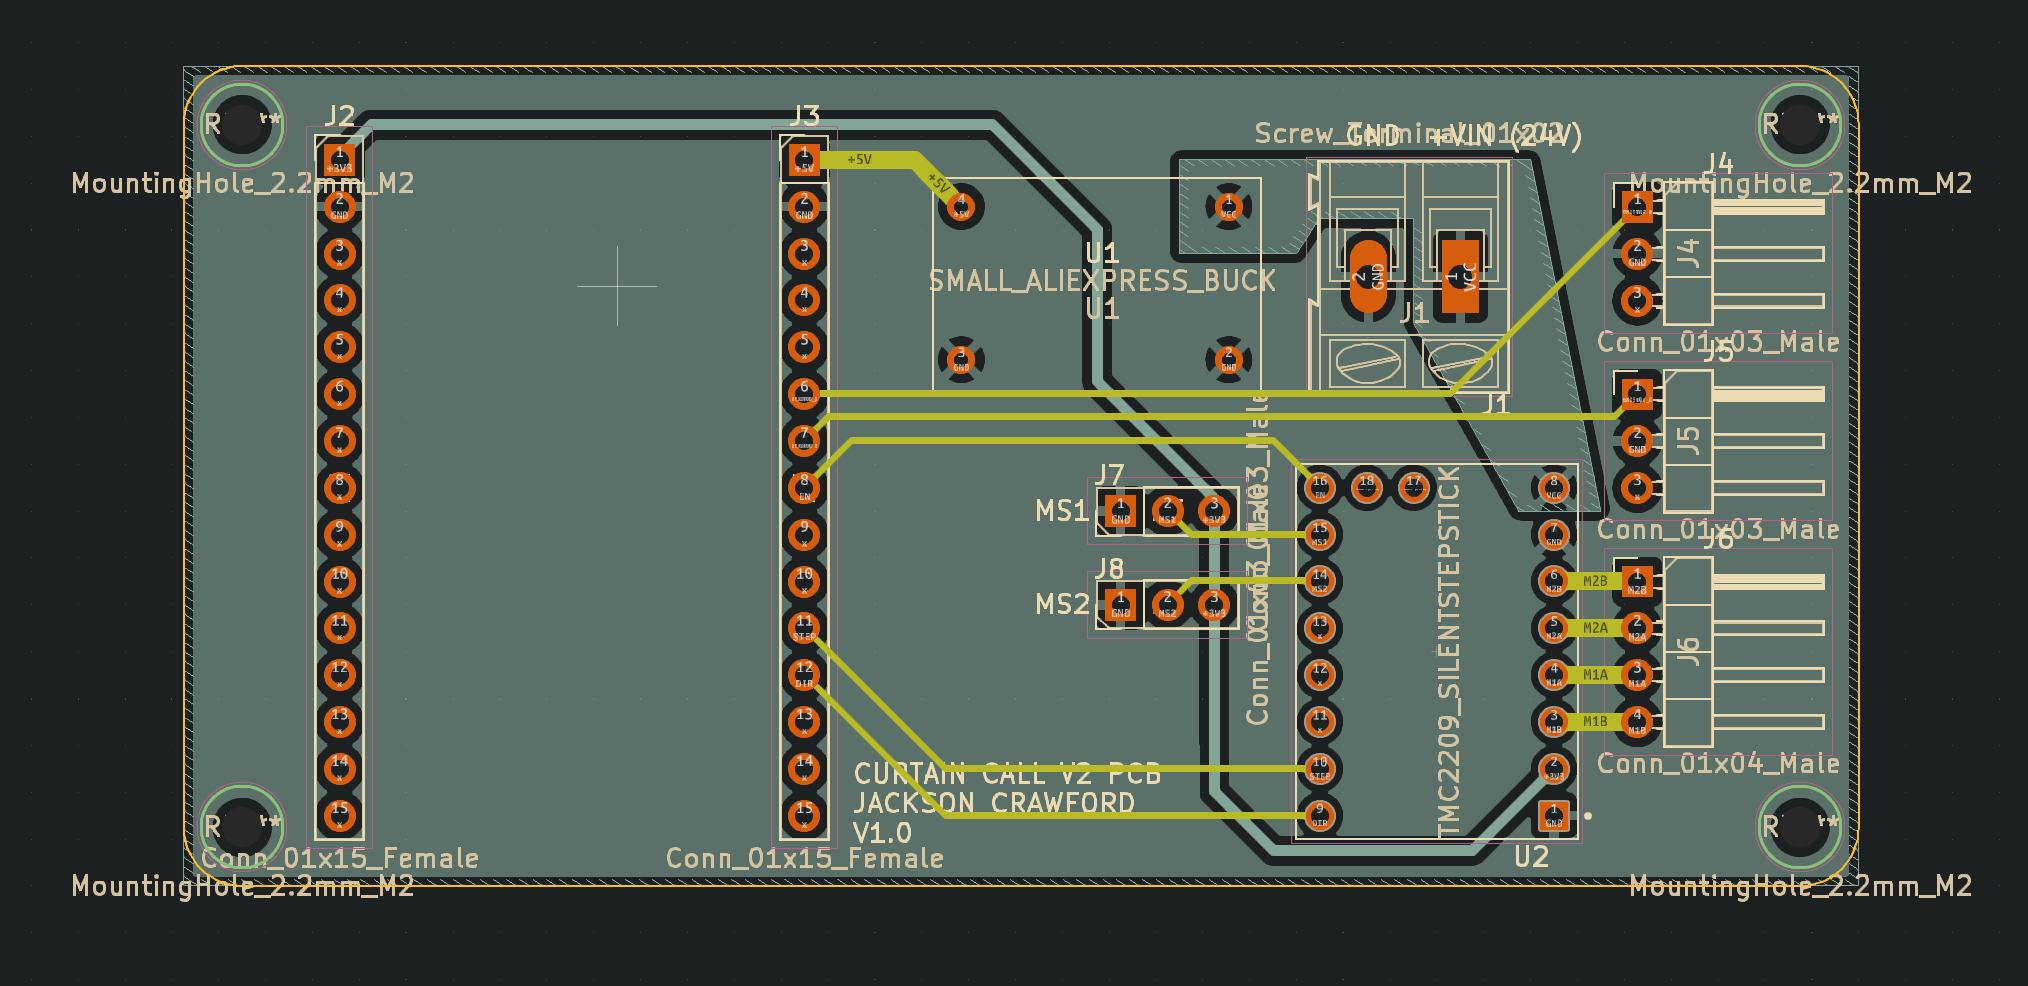 J2
J3
Screw_Terminal_01x02
GND
+VIN (24V)
J4
MountingHole_2.2mm_M2
MountingHole_2.2mm_M2
+5V
+5V
U1
SMALL_ALIEXPRESS_BUCK
U1
J1
J1
J4
Conn_01x03_Male
J5
J5
Conn_01x03_Male
J6
J6
Conn_01x04_Male
J7
MS1
J8
MS2
Conn_01x03_Male
Conn_01x03_Male
TMC2209_SILENTSTEPSTICK
U2
M2B
M2A
M1A
M1B
CURTAIN CALL V2 PCB
JACKSON CRAWFORD
V1.0
Conn_01x15_Female
Conn_01x15_Female
MountingHole_2.2mm_M2
MountingHole_2.2mm_M2
1 +3V3
2 GND
3 x
4 x
5 x
6 x
7 x
8 x
9 x
10 x
11 x
12 x
13 x
14 x
15 x
1 +5V
2 GND
3 x
4 x
5 x
6
7
8 EN
9 x
10 x
11 STEP
12 DIR
13 x
14 x
15 x
4 +5V
1 VCC
3 GND
2 GND
2 GND
1 VCC
1
2 GND
3 x
1
2 GND
3 x
1 M2B
2 M2A
3 M1A
4 M1B
1 GND
2 MS1
3 +3V3
1 GND
2 MS2
3 +3V3
16 EN
18
17
15 MS1
14 MS2
13 x
12 x
11 x
10 STEP
9 DIR
8 VCC
7 GND
6 M2B
5 M2A
4 M1A
3 M1B
2 +3V3
1 GND